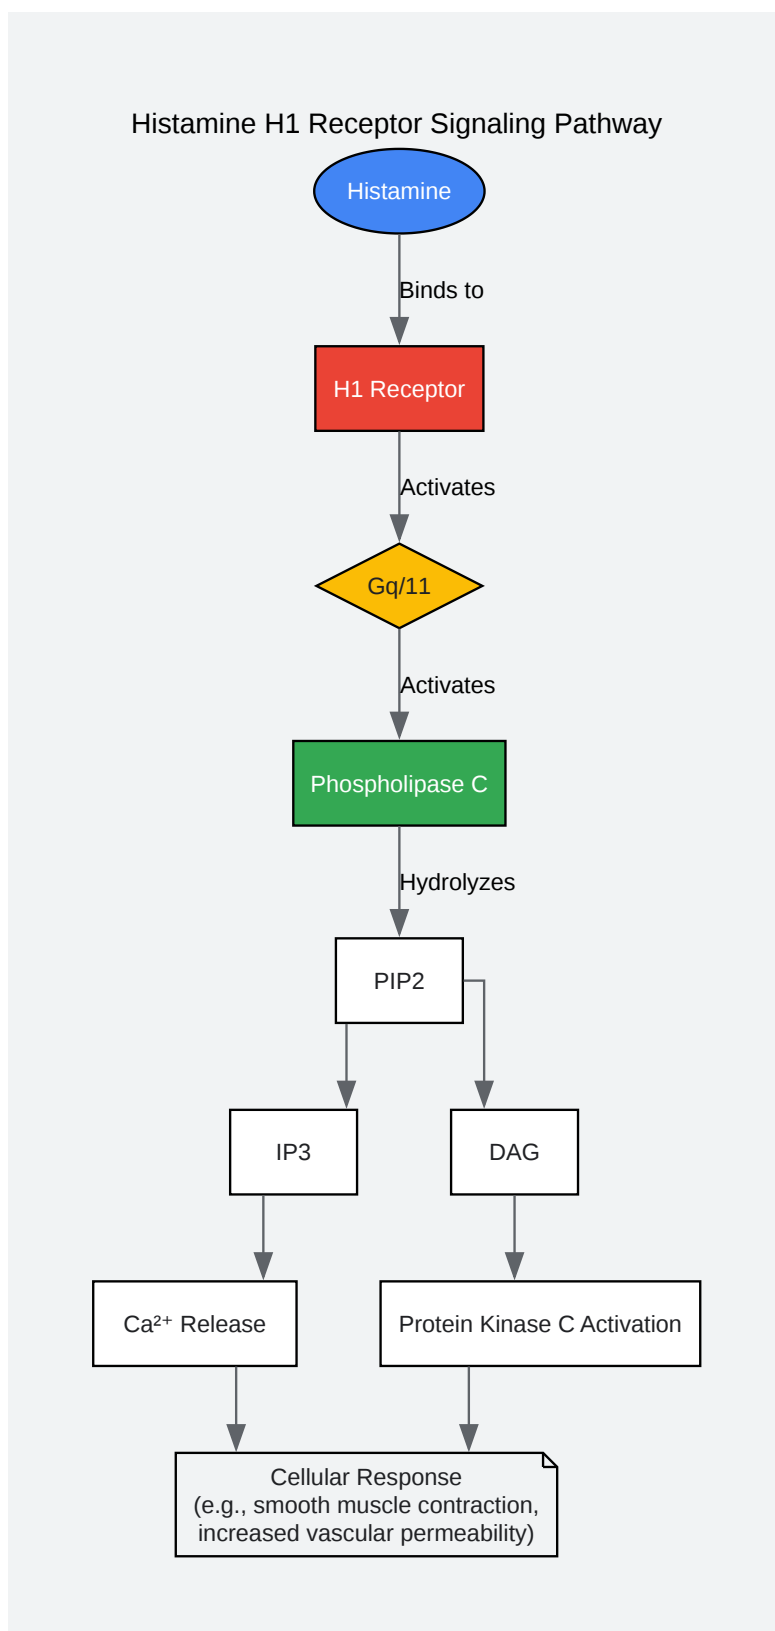 Histamine H1 Receptor Signaling Pathway
Histamine
Binds to
H1 Receptor
Activates
Gq/11
Activates
Phospholipase C
Hydrolyzes
PIP2
IP3
DAG
Ca²⁺ Release
Protein Kinase C Activation
Cellular Response
(e.g., smooth muscle contraction,
increased vascular permeability)